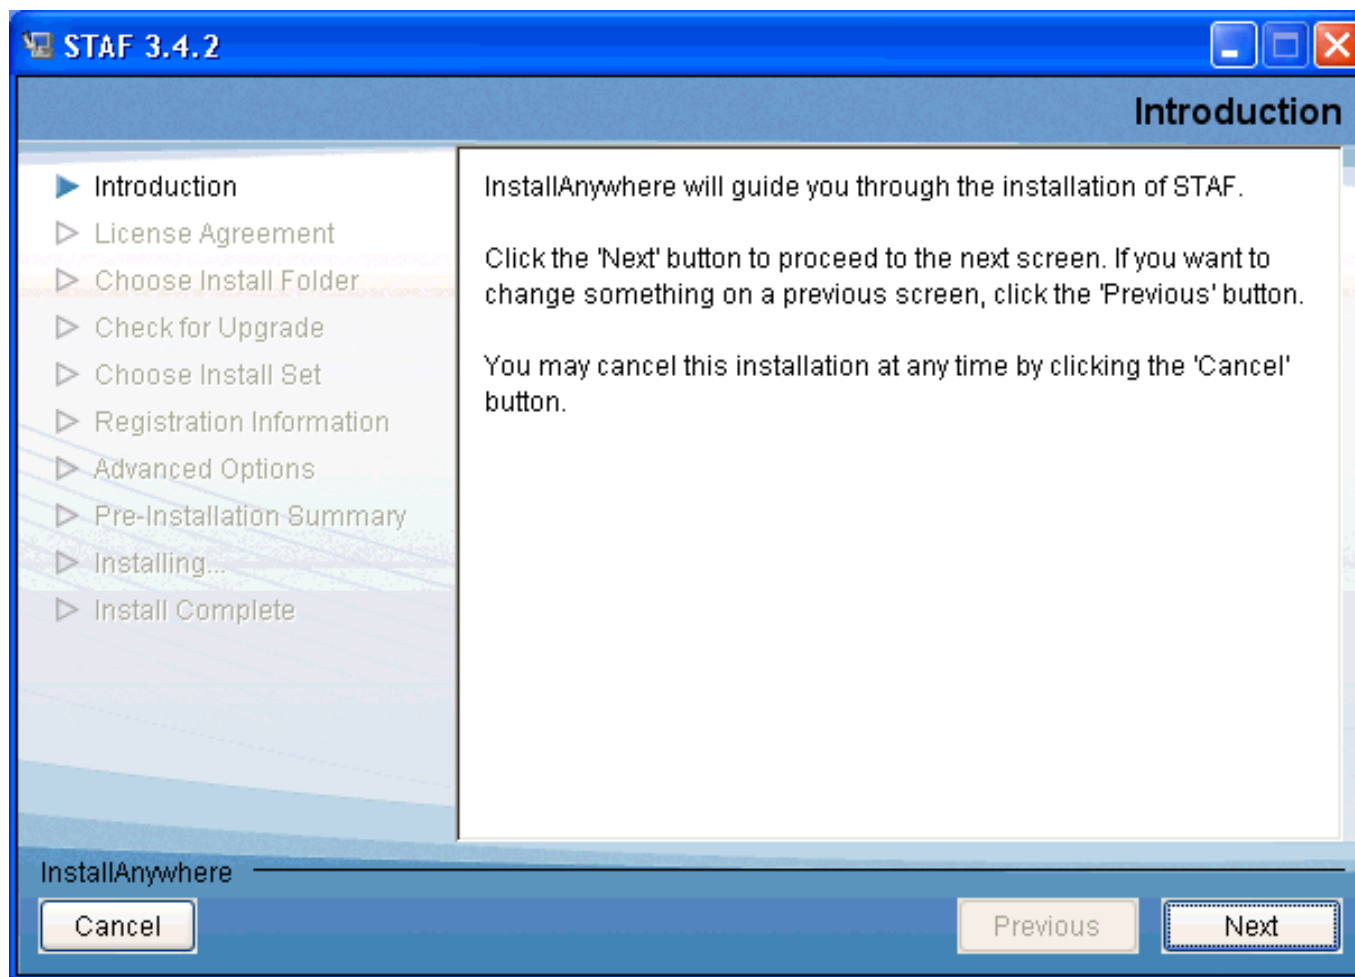 STAF 3.4.2
Introduction
Introduction
License Agreement
Choose Install Folder
Check for Upgrade
Choose Install Set
Registration Information
Advanced Options
Pre-Installation Summary
Installing...
Install Complete
InstallAnywhere will guide you through the installation of STAF.
Click the 'Next' button to proceed to the next screen. If you want to
change something on a previous screen, click the 'Previous' button.
You may cancel this installation at any time by clicking the 'Cancel'
button.
InstallAnywhere
Cancel
Previous
Next